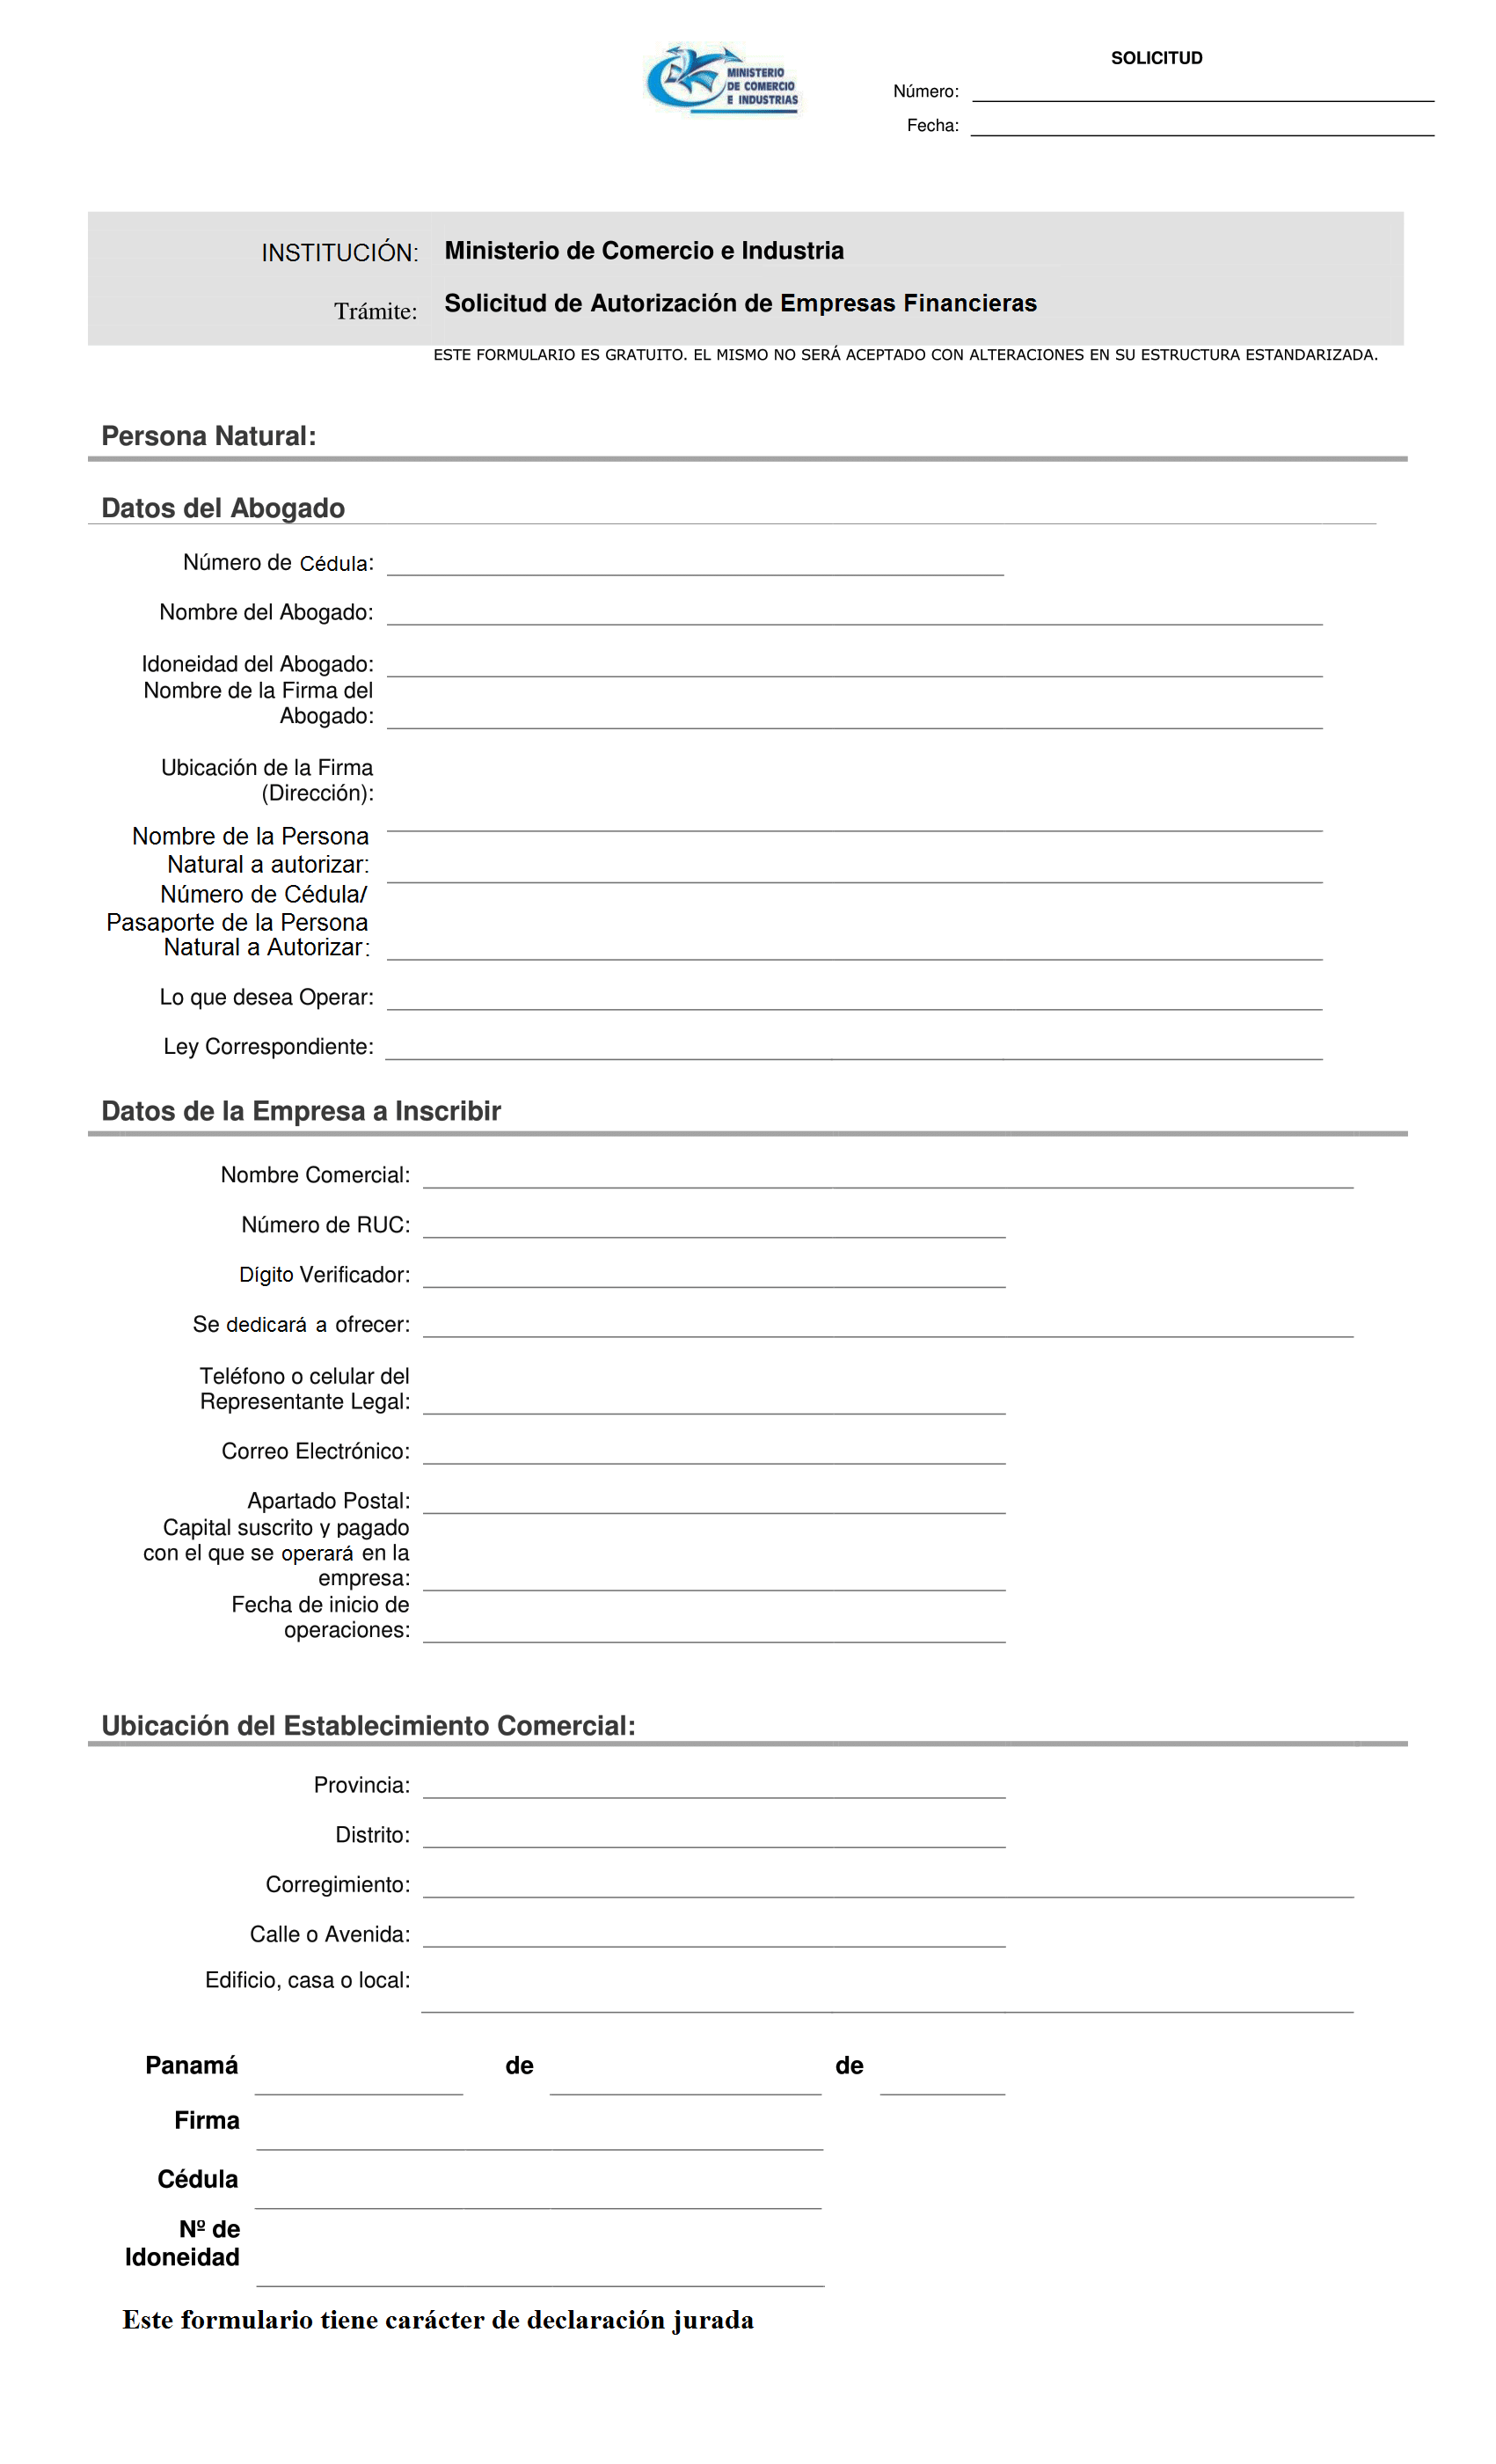 MINISTERIO
DE COMERCIO
E INDUSTRIAS
SOLICITUD
Número:
Fecha:
INSTITUCIÓN: Ministerio de Comercio e Industria
Trámite: Solicitud de Autorización de Empresas Financieras
ESTE FORMULARIO ES GRATUITO. EL MISMO NO SERÁ ACEPTADO CON ALTERACIONES EN SU ESTRUCTURA ESTANDARIZADA.
Persona Natural:
Datos del Abogado
Número de Cédula:
Nombre del Abogado:
Idoneidad del Abogado:
Nombre de la Firma del
Abogado:
Ubicación de la Firma
(Dirección):
Nombre de la Persona
Natural a autorizar:
Número de Cédula/
Pasaporte de la Persona
Natural a Autorizar:
Lo que desea Operar:
Ley Correspondiente:
Datos de la Empresa a Inscribir
Nombre Comercial:
Número de RUC:
Dígito Verificador:
Se dedicará a ofrecer:
Teléfono o celular del
Representante Legal:
Correo Electrónico:
Apartado Postal:
Capital suscrito y pagado
con el que se operará en la
empresa:
Fecha de inicio de
operaciones:
Ubicación del Establecimiento Comercial:
Provincia:
Distrito:
Corregimiento:
Calle o Avenida:
Edificio, casa o local:
Panamá de de
Firma
Cédula
Nº de
Idoneidad
Este formulario tiene carácter de declaración jurada